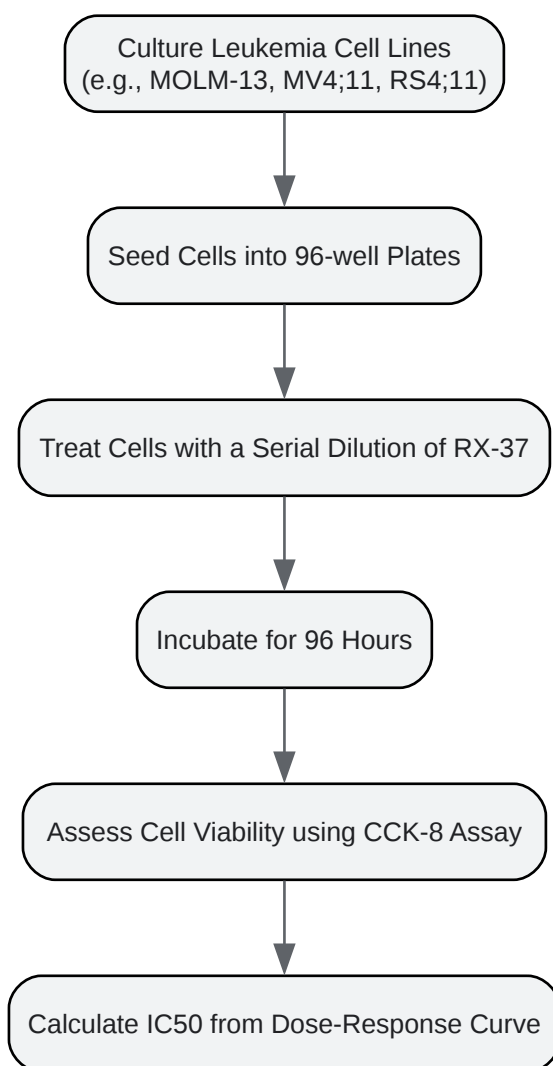 Culture Leukemia Cell Lines
(e.g., MOLM-13, MV4;11, RS4;11)
Seed Cells into 96-well Plates
Treat Cells with a Serial Dilution of RX-37
Incubate for 96 Hours
Assess Cell Viability using CCK-8 Assay
Calculate IC50 from Dose-Response Curve